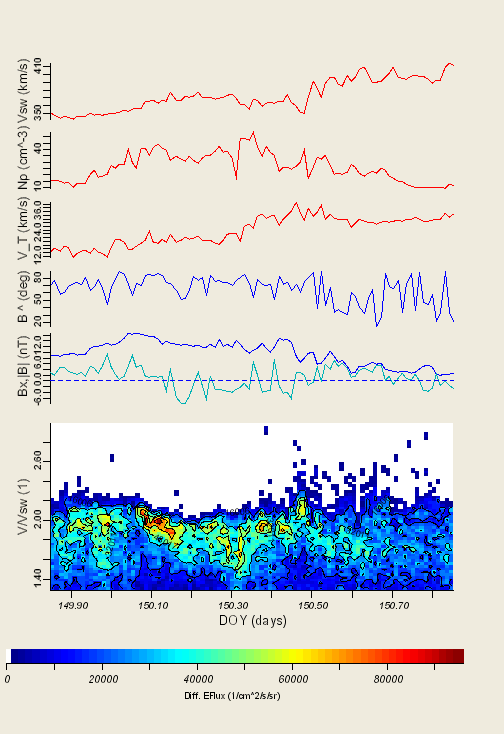 Vsw (km/s)
410
350
Np (cm^-3)
40
10
V_T (km/s)
36.0
24.0
12.0
B ^ (deg)
80
50
20
Bx,|B| (nT)
12.0
6.0
0.0
-6.0
V/Vsw (1)
2.60
2.00
1.40
149.90 150.10 150.30 150.50 150.70
DOY (days)
0 20000 40000 60000 80000
Diff. EFlux (1/cm^2/s/sr)